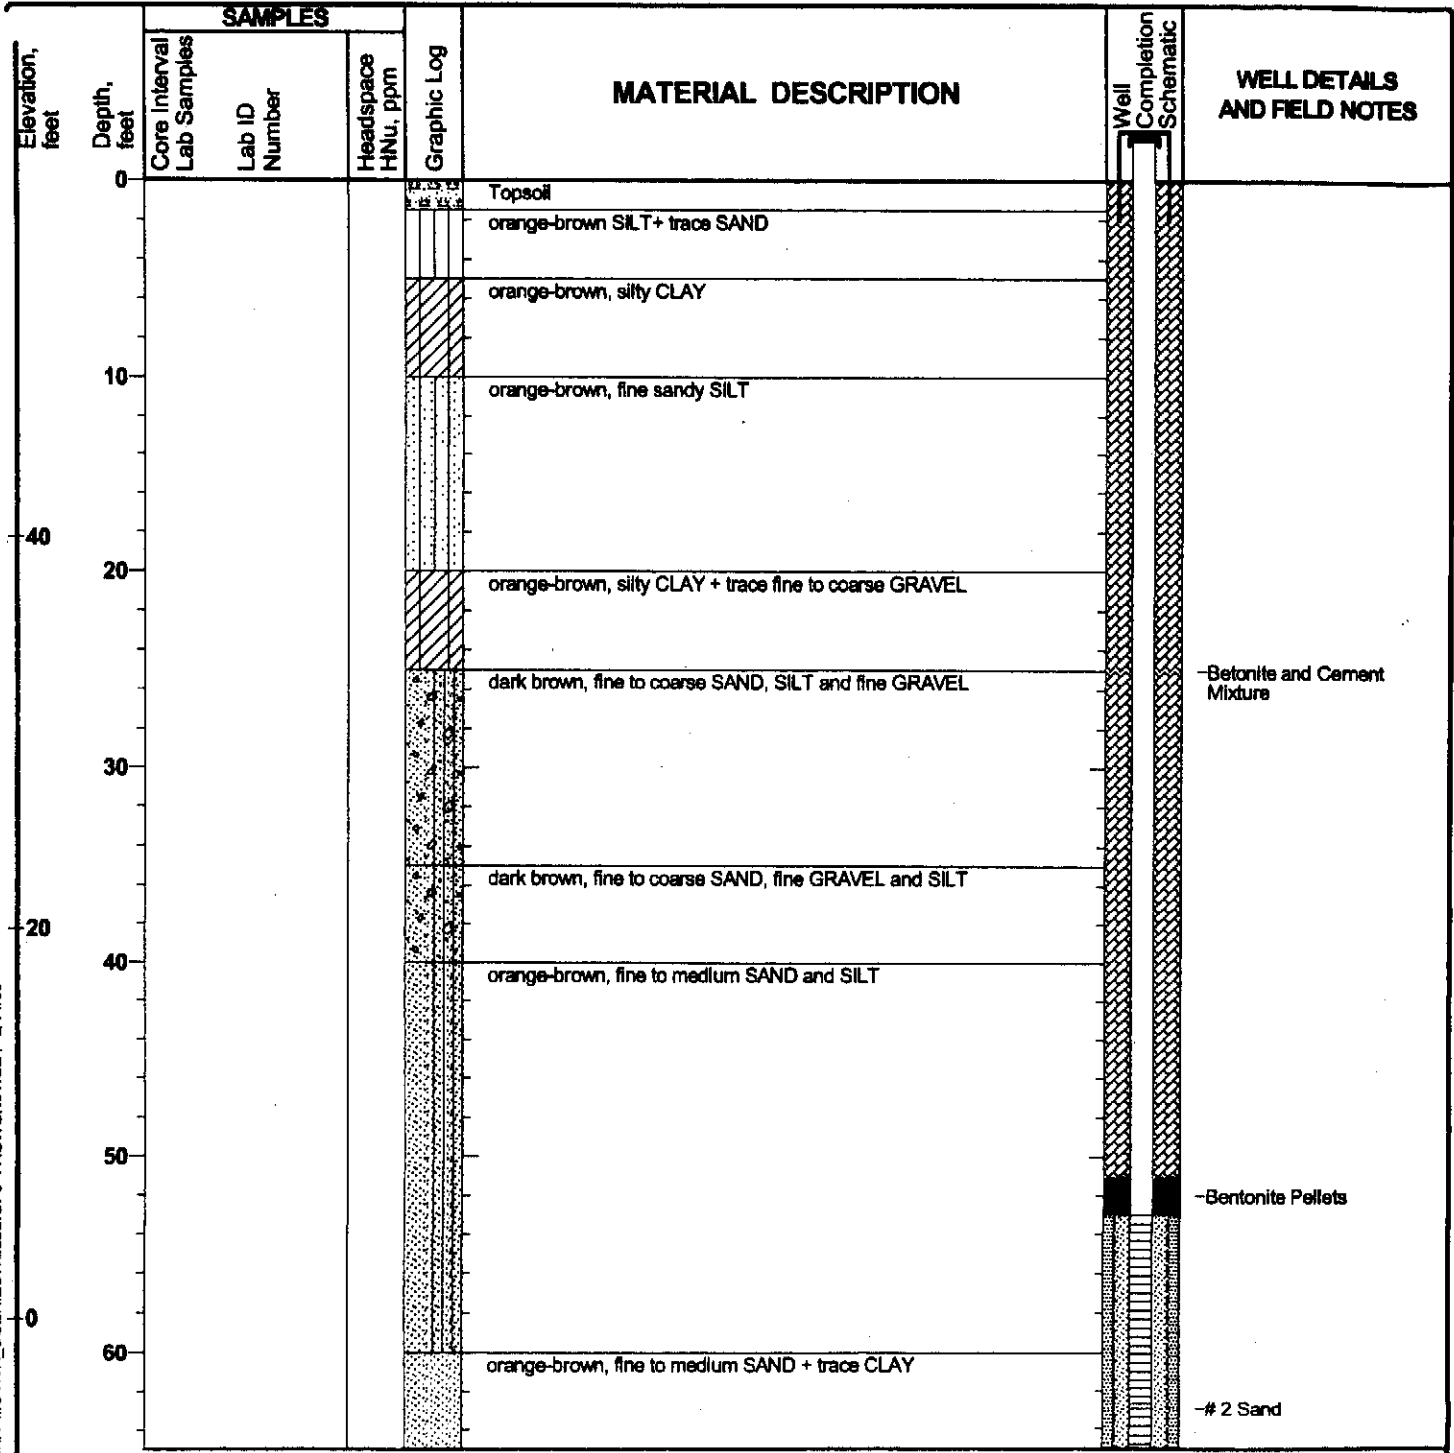 SAMPLES
Elevation,
feet
Depth,
feet
Core Interval
Lab Samples
Lab ID
Number
Headspace
HNu, ppm
Graphic Log
MATERIAL DESCRIPTION
Well
Completion
Schematic
WELL DETAILS
AND FIELD NOTES
0
Topsoil
orange-brown SILT+ trace SAND
orange-brown, silty CLAY
10
orange-brown, fine sandy SILT
40
20
orange-brown, silty CLAY + trace fine to coarse GRAVEL
dark brown, fine to coarse SAND, SILT and fine GRAVEL
-Betonite and Cement
Mixture
30
dark brown, fine to coarse SAND, fine GRAVEL and SILT
20
40
orange-brown, fine to medium SAND and SILT
50
-Bentonite Pellets
0
60
orange-brown, fine to medium SAND + trace CLAY
-# 2 Sand